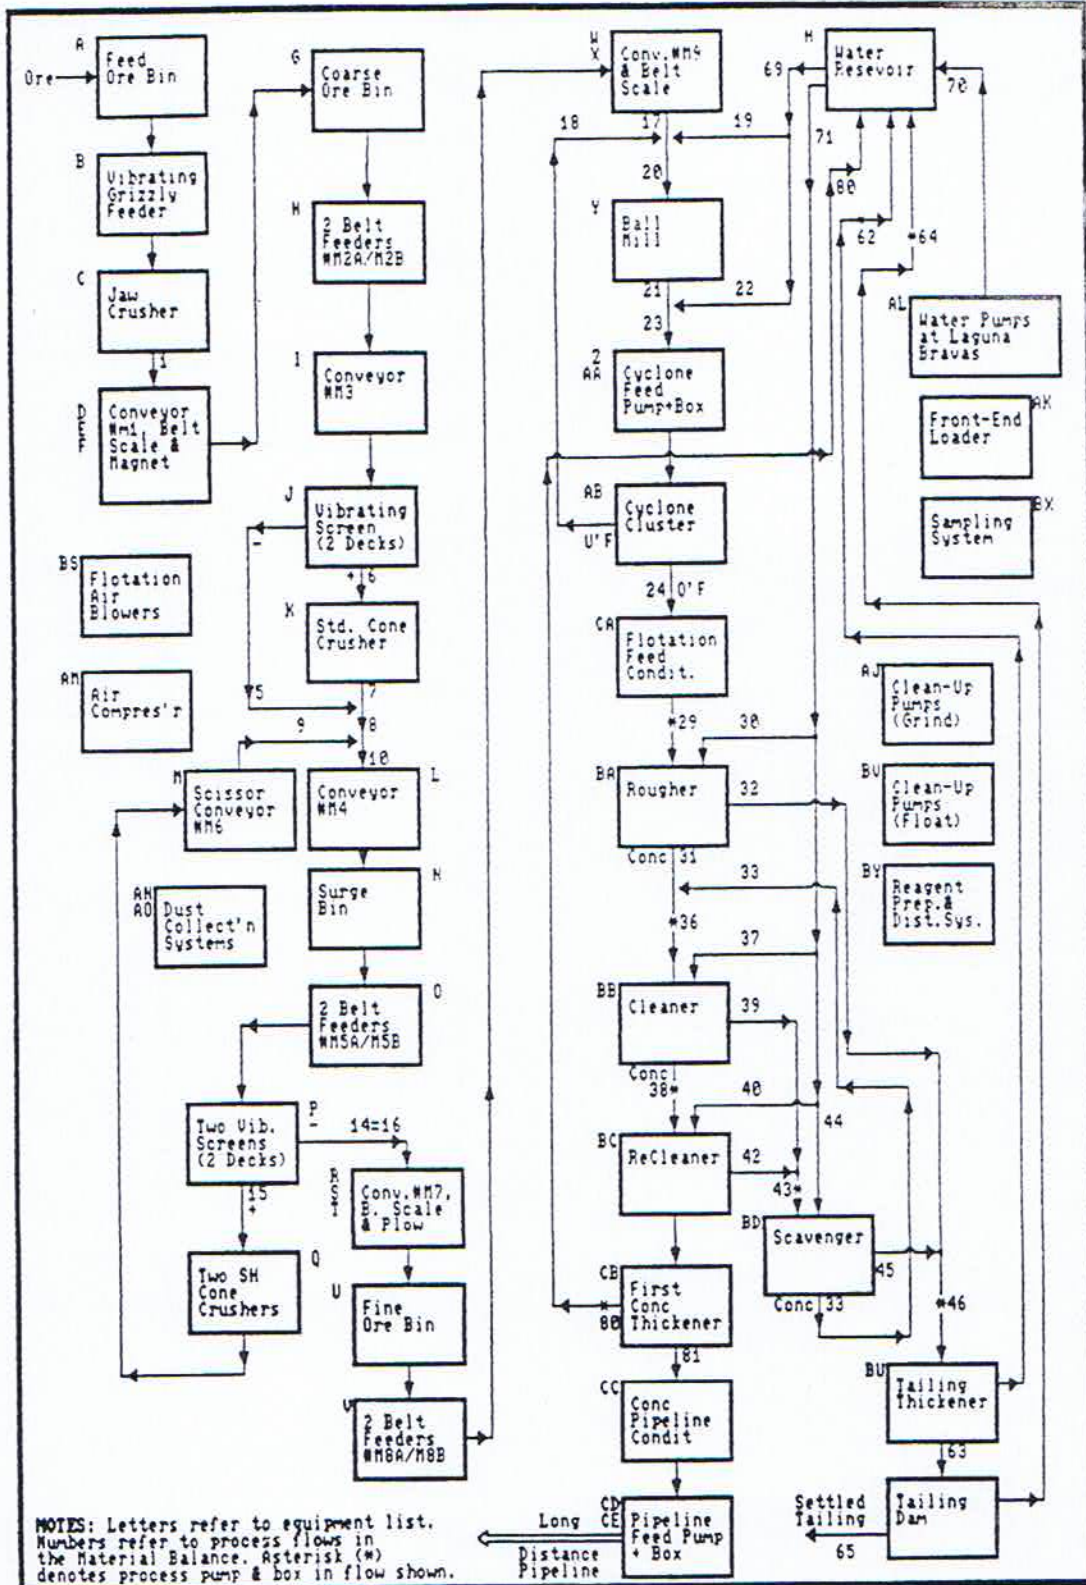 A
Ore
Feed
Ore Bin
B
Vibrating
Grizzly
Feeder
C
Jaw
Crusher
1
D
E
F
Conveyor
#m1, Belt
Scale &
Magnet
G
Coarse
Ore Bin
H
2 Belt
Feeders
#M2A/M2B
I
Conveyor
#M3
J
Vibrating
Screen
(2 Decks)
-
+ 6
K
Std. Cone
Crusher
5
7
8
9
10
BS
Flotation
Air
Blowers
AM
Air
Compres'r
M
Scissor
Conveyor
#M6
L
Conveyor
#M4
N
Surge
Bin
AN
AO
Dust
Collect'n
Systems
O
2 Belt
Feeders
#M5A/M5B
P
-
Two Vib.
Screens
(2 Decks)
14=16
15
+
Q
Two SH
Cone
Crushers
R
S
T
Conv.#M7,
B. Scale
& Plow
U
Fine
Ore Bin
V
2 Belt
Feeders
#M8A/M8B
W
X
Conv.#M9
& Belt
Scale
17
18
19
20
Y
Ball
Mill
21
22
23
2
AA
Cyclone
Feed
Pump+Box
AB
Cyclone
Cluster
U'F
24 O'F
CA
Flotation
Feed
Condit.
*29
30
BA
Rougher
32
Conc 31
33
*36
37
BB
Cleaner
39
Conc
38*
40
44
BC
ReCleaner
42
43*
BD
Scavenger
45
Conc 33
*46
CB
First
Conc
Thickener
*
80
81
CC
Conc
Pipeline
Condit
CD
CE
Pipeline
Feed Pump
+ Box
Long
Distance
Pipeline
M
Water
Resevoir
69
70
71
80
62
*64
AL
Water Pumps
at Laguna
Bravas
AK
Front-End
Loader
BX
Sampling
System
AJ
Clean-Up
Pumps
(Grind)
BV
Clean-Up
Pumps
(Float)
BY
Reagent
Prep.&
Dist.Sys.
BU
Tailing
Thickener
63
Tailing
Dam
Settled
Tailing
65
NOTES: Letters refer to equipment list.
Numbers refer to process flows in
the Material Balance. Asterisk (*)
denotes process pump & box in flow shown.